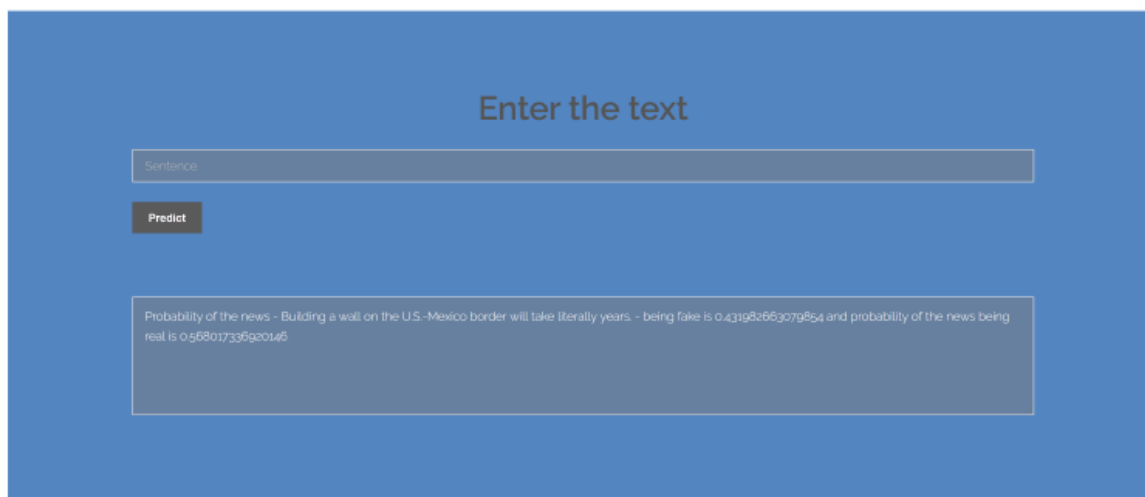 Enter the text
Sentence
Predict
Probability of the news - Building a wall on the U.S.-Mexico border will take literally years. - being fake is 0.431982663079854 and probability of the news being
real is 0.568017336920146